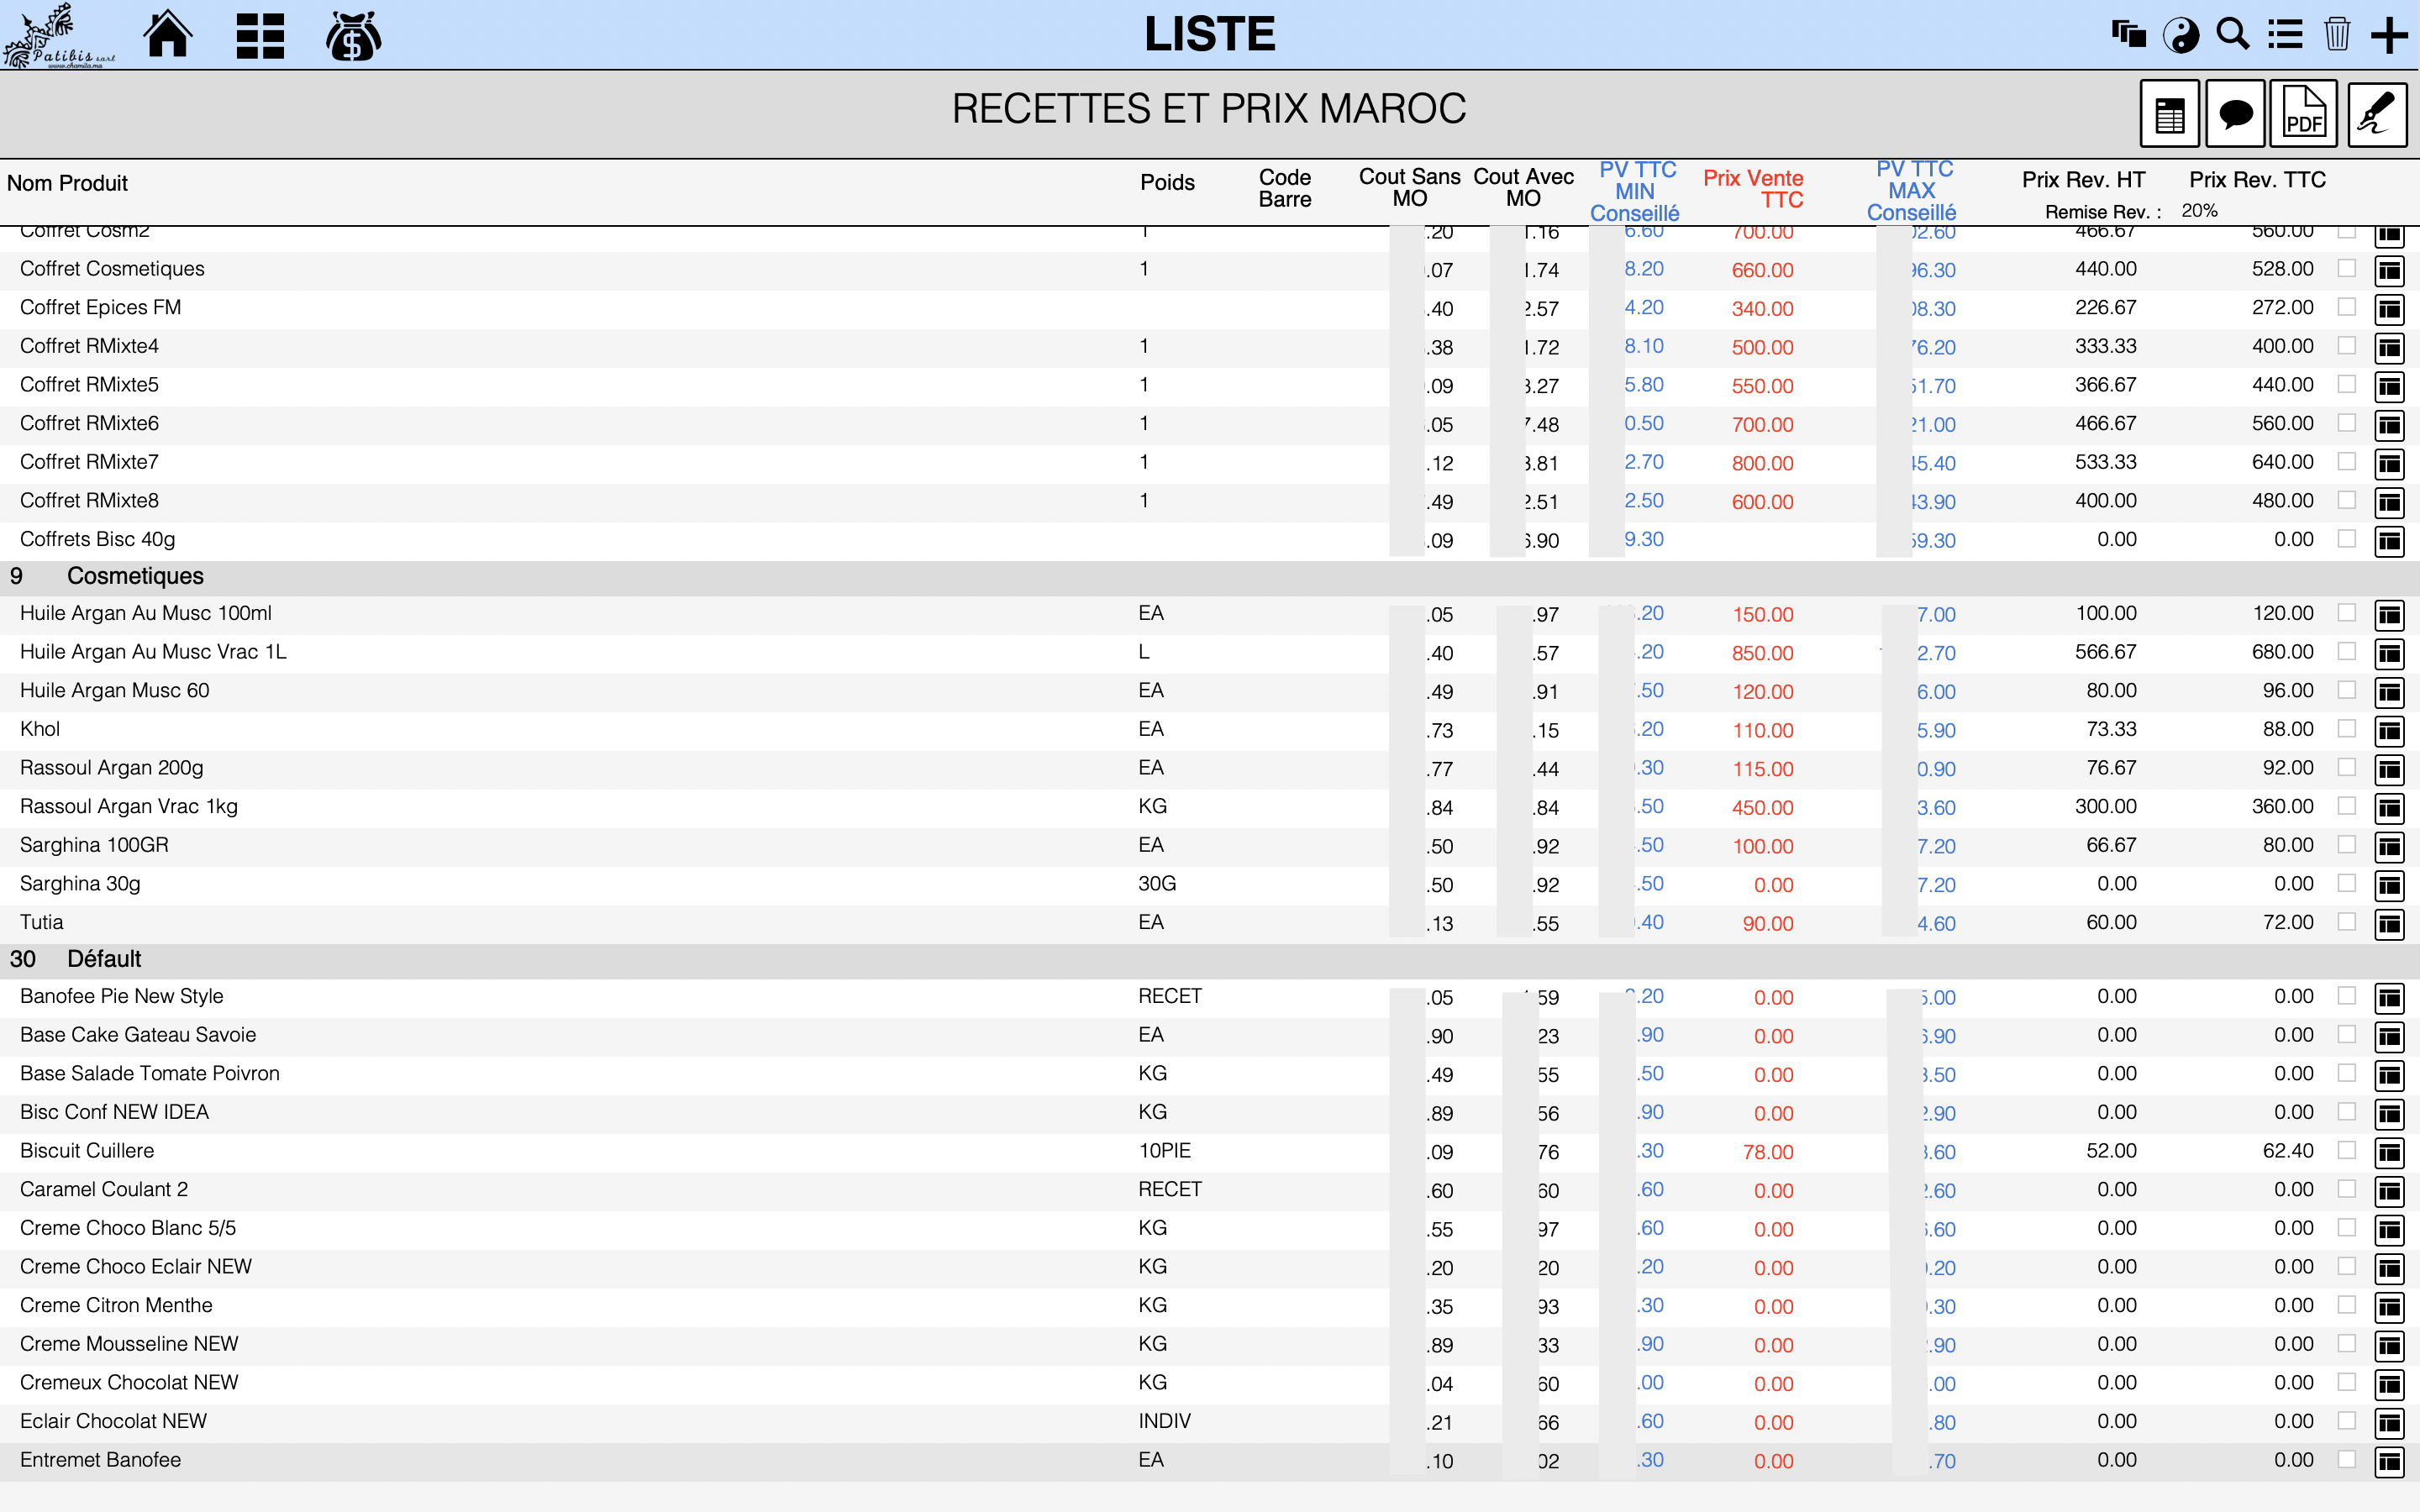 Patibis sarl
www.chamila.ma
LISTE
RECETTES ET PRIX MAROC
PDF
Nom Produit Poids Code Barre Cout Sans MO Cout Avec MO PV TTC MIN Conseillé Prix Vente TTC PV TTC MAX Conseillé Prix Rev. HT Prix Rev. TTC
Remise Rev. : 20%
Coffret Cosm2 1 .20 1.16 6.60 700.00 02.60 466.67 560.00
Coffret Cosmetiques 1 .07 1.74 8.20 660.00 96.30 440.00 528.00
Coffret Epices FM .40 2.57 4.20 340.00 08.30 226.67 272.00
Coffret RMixte4 1 .38 1.72 8.10 500.00 76.20 333.33 400.00
Coffret RMixte5 1 .09 3.27 5.80 550.00 51.70 366.67 440.00
Coffret RMixte6 1 .05 7.48 0.50 700.00 21.00 466.67 560.00
Coffret RMixte7 1 .12 3.81 2.70 800.00 45.40 533.33 640.00
Coffret RMixte8 1 .49 2.51 2.50 600.00 43.90 400.00 480.00
Coffrets Bisc 40g .09 6.90 9.30 59.30 0.00 0.00
9 Cosmetiques
Huile Argan Au Musc 100ml EA .05 .97 .20 150.00 7.00 100.00 120.00
Huile Argan Au Musc Vrac 1L L .40 .57 .20 850.00 2.70 566.67 680.00
Huile Argan Musc 60 EA .49 .91 .50 120.00 6.00 80.00 96.00
Khol EA .73 .15 .20 110.00 5.90 73.33 88.00
Rassoul Argan 200g EA .77 .44 .30 115.00 0.90 76.67 92.00
Rassoul Argan Vrac 1kg KG .84 .84 .50 450.00 3.60 300.00 360.00
Sarghina 100GR EA .50 .92 .50 100.00 7.20 66.67 80.00
Sarghina 30g 30G .50 .92 .50 0.00 7.20 0.00 0.00
Tutia EA .13 .55 .40 90.00 4.60 60.00 72.00
30 Défault
Banofee Pie New Style RECET .05 59 .20 0.00 5.00 0.00 0.00
Base Cake Gateau Savoie EA .90 23 .90 0.00 6.90 0.00 0.00
Base Salade Tomate Poivron KG .49 55 .50 0.00 3.50 0.00 0.00
Bisc Conf NEW IDEA KG .89 56 .90 0.00 2.90 0.00 0.00
Biscuit Cuillere 10PIE .09 76 .30 78.00 3.60 52.00 62.40
Caramel Coulant 2 RECET .60 60 .60 0.00 2.60 0.00 0.00
Creme Choco Blanc 5/5 KG .55 97 .60 0.00 .60 0.00 0.00
Creme Choco Eclair NEW KG .20 20 .20 0.00 .20 0.00 0.00
Creme Citron Menthe KG .35 93 .30 0.00 .30 0.00 0.00
Creme Mousseline NEW KG .89 33 .90 0.00 .90 0.00 0.00
Cremeux Chocolat NEW KG .04 60 .00 0.00 .00 0.00 0.00
Eclair Chocolat NEW INDIV .21 66 .60 0.00 .80 0.00 0.00
Entremet Banofee EA .10 02 .30 0.00 .70 0.00 0.00